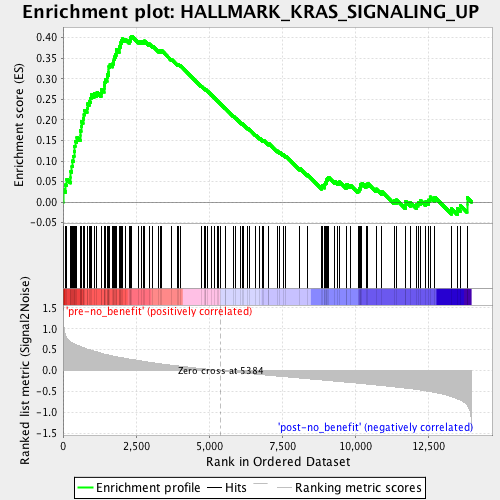 Enrichment plot: HALLMARK_KRAS_SIGNALING_UP
Enrichment score (ES)
0.40
0.35
0.30
0.25
0.20
0.15
0.10
0.05
0.00
-0.05
Ranked list metric (Signal2Noise)
1.5
1.0
0.5
0.0
-0.5
-1.0
-1.5
'pre-no_benefit' (positively correlated)
Zero cross at 5384
'post-no_benefit' (negatively correlated)
0
2,500
5,000
7,500
10,000
12,500
Rank in Ordered Dataset
Enrichment profile
Hits
Ranking metric scores